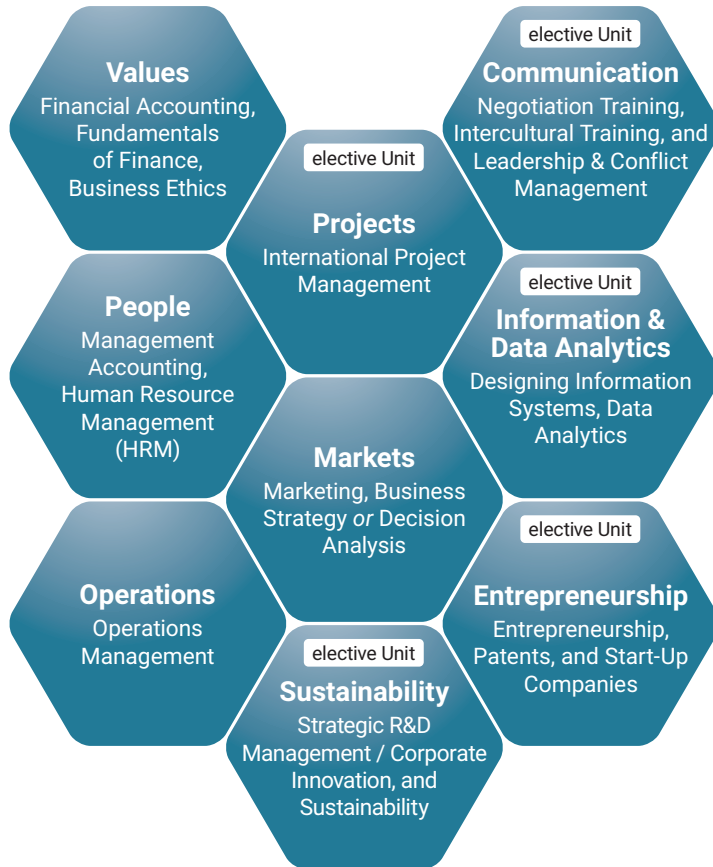 Values
Financial Accounting,
Fundamentals
of Finance,
Business Ethics
elective Unit
Communication
Negotiation Training,
Intercultural Training, and
Leadership & Conflict
Management
elective Unit
Projects
International Project
Management
People
Management
Accounting,
Human Resource
Management
(HRM)
elective Unit
Information &
Data Analytics
Designing Information
Systems, Data
Analytics
Markets
Marketing, Business
Strategy or Decision
Analysis
Operations
Operations
Management
elective Unit
Entrepreneurship
Entrepreneurship,
Patents, and Start-Up
Companies
elective Unit
Sustainability
Strategic R&D
Management / Corporate
Innovation, and
Sustainability